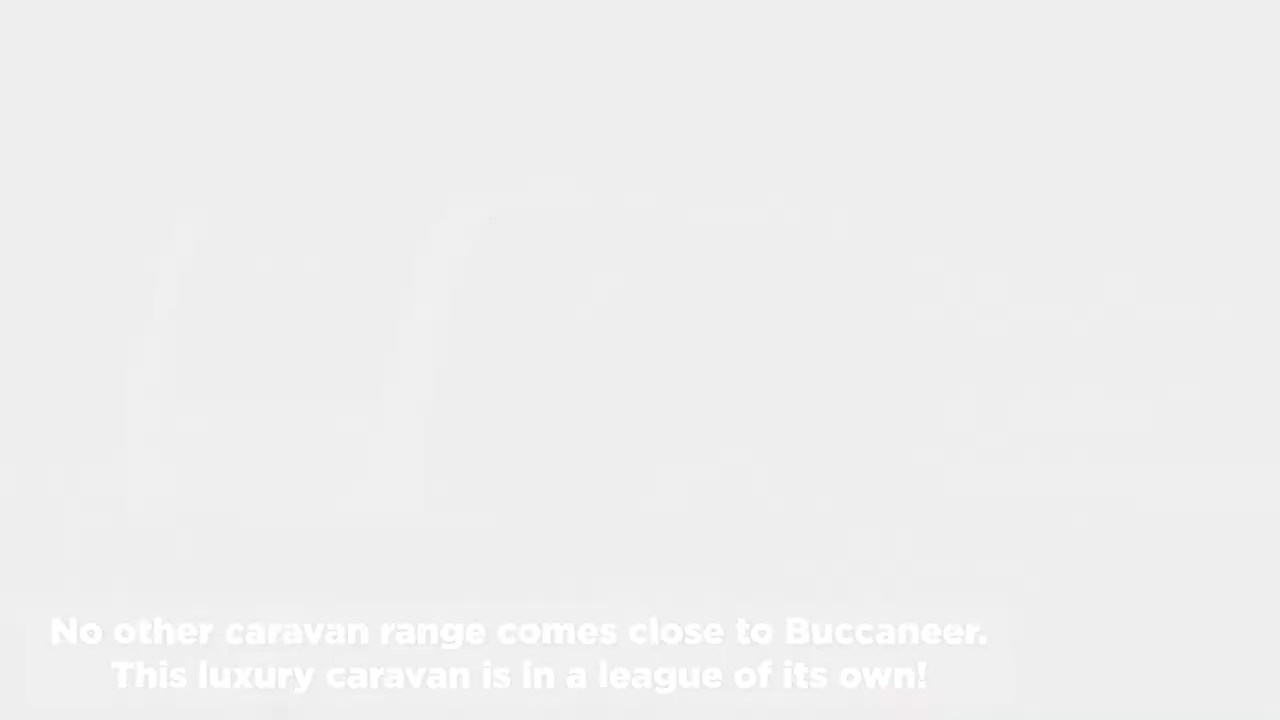 No other caravan range comes close to Buccaneer.
This luxury caravan is in a league of its own!